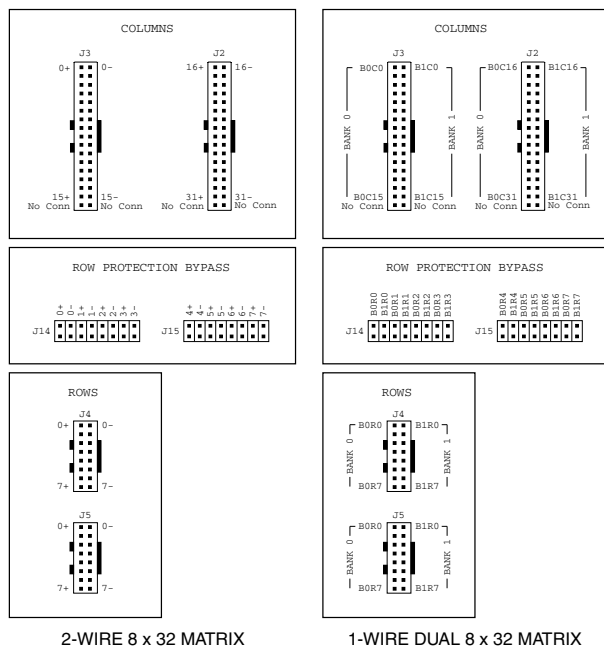 COLUMNS
J3
J2
0+
0-
16+
16-
15+
15-
No Conn
No Conn
31+
31-
No Conn
No Conn
ROW PROTECTION BYPASS
J14
0+
0-
1+
1-
2+
2-
3+
3-
J15
4+
4-
5+
5-
6+
6-
7+
7-
ROWS
J4
0+
0-
7+
7-
J5
0+
0-
7+
7-
2-WIRE 8 x 32 MATRIX
COLUMNS
J3
J2
B0C0
B1C0
B0C16
B1C16
BANK 0
BANK 1
BANK 0
BANK 1
B0C15
B1C15
No Conn
No Conn
B0C31
B1C31
No Conn
No Conn
ROW PROTECTION BYPASS
J14
B0R0
B1R0
B0R1
B1R1
B0R2
B1R2
B0R3
B1R3
J15
B0R4
B1R4
B0R5
B1R5
B0R6
B1R6
B0R7
B1R7
ROWS
J4
B0R0
B1R0
BANK 0
BANK 1
B0R7
B1R7
J5
B0R0
B1R0
BANK 0
BANK 1
B0R7
B1R7
1-WIRE DUAL 8 x 32 MATRIX